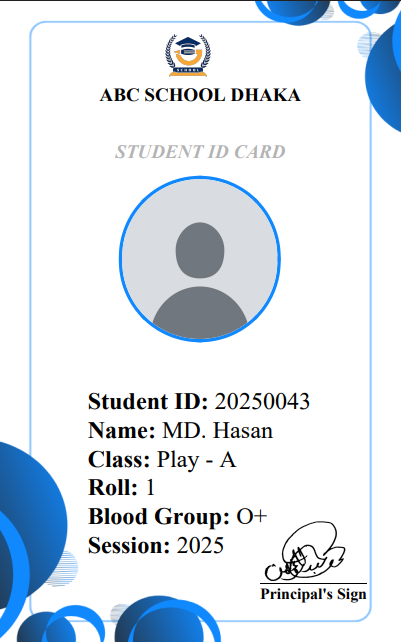 SCHOOL
ABC SCHOOL DHAKA
STUDENT ID CARD
Student ID: 20250043
Name: MD. Hasan
Class: Play - A
Roll: 1
Blood Group: O+
Session: 2025
Principal's Sign